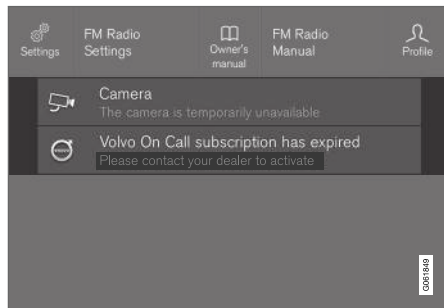 Settings
FM Radio
Settings
Owner's
manual
FM Radio
Manual
Profile
Camera
The camera is temporarily unavailable
Volvo On Call subscription has expired
Please contact your dealer to activate
G061849